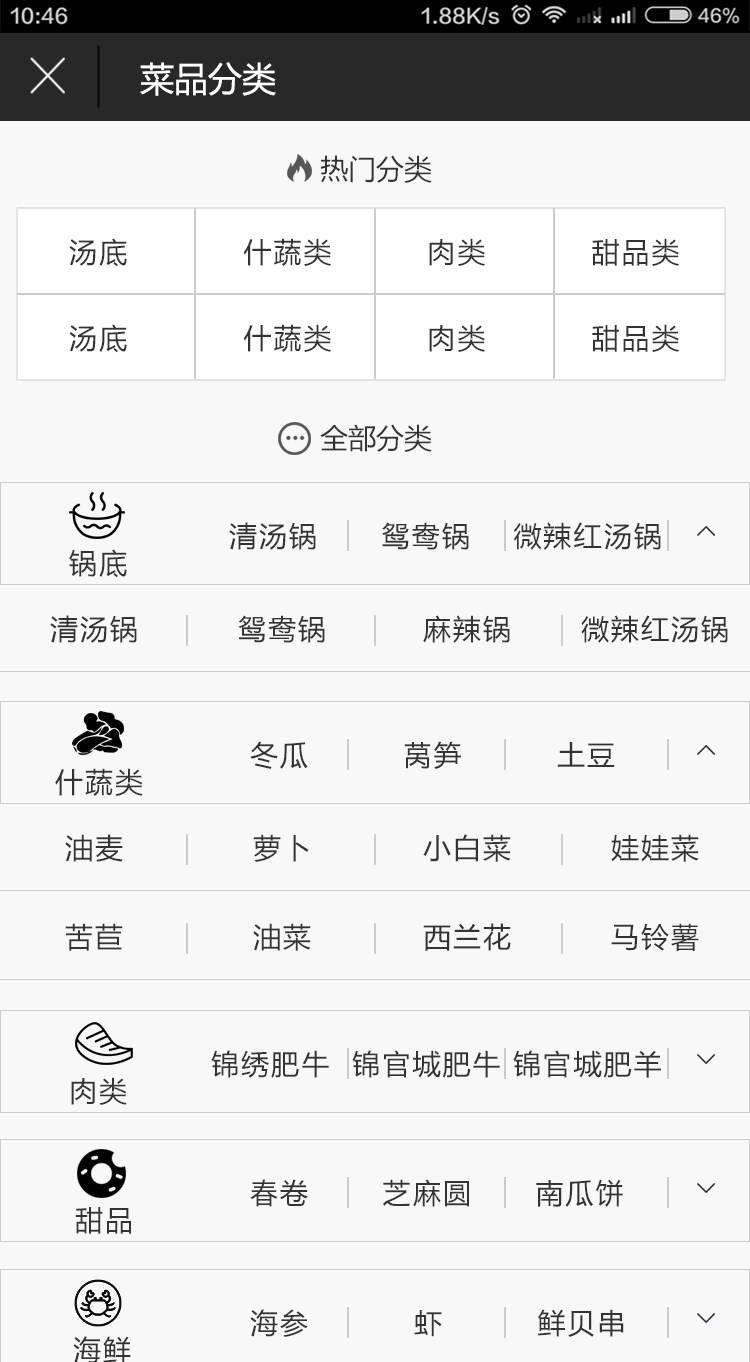 10:46 1.88K/s 46%
菜品分类
热门分类
汤底 什蔬类 肉类 甜品类
汤底 什蔬类 肉类 甜品类
全部分类
锅底 清汤锅 鸳鸯锅 微辣红汤锅
清汤锅 鸳鸯锅 麻辣锅 微辣红汤锅
什蔬类 冬瓜 莴笋 土豆
油麦 萝卜 小白菜 娃娃菜
苦苣 油菜 西兰花 马铃薯
肉类 锦绣肥牛 锦官城肥牛 锦官城肥羊
甜品 春卷 芝麻圆 南瓜饼
海鲜 海参 虾 鲜贝串